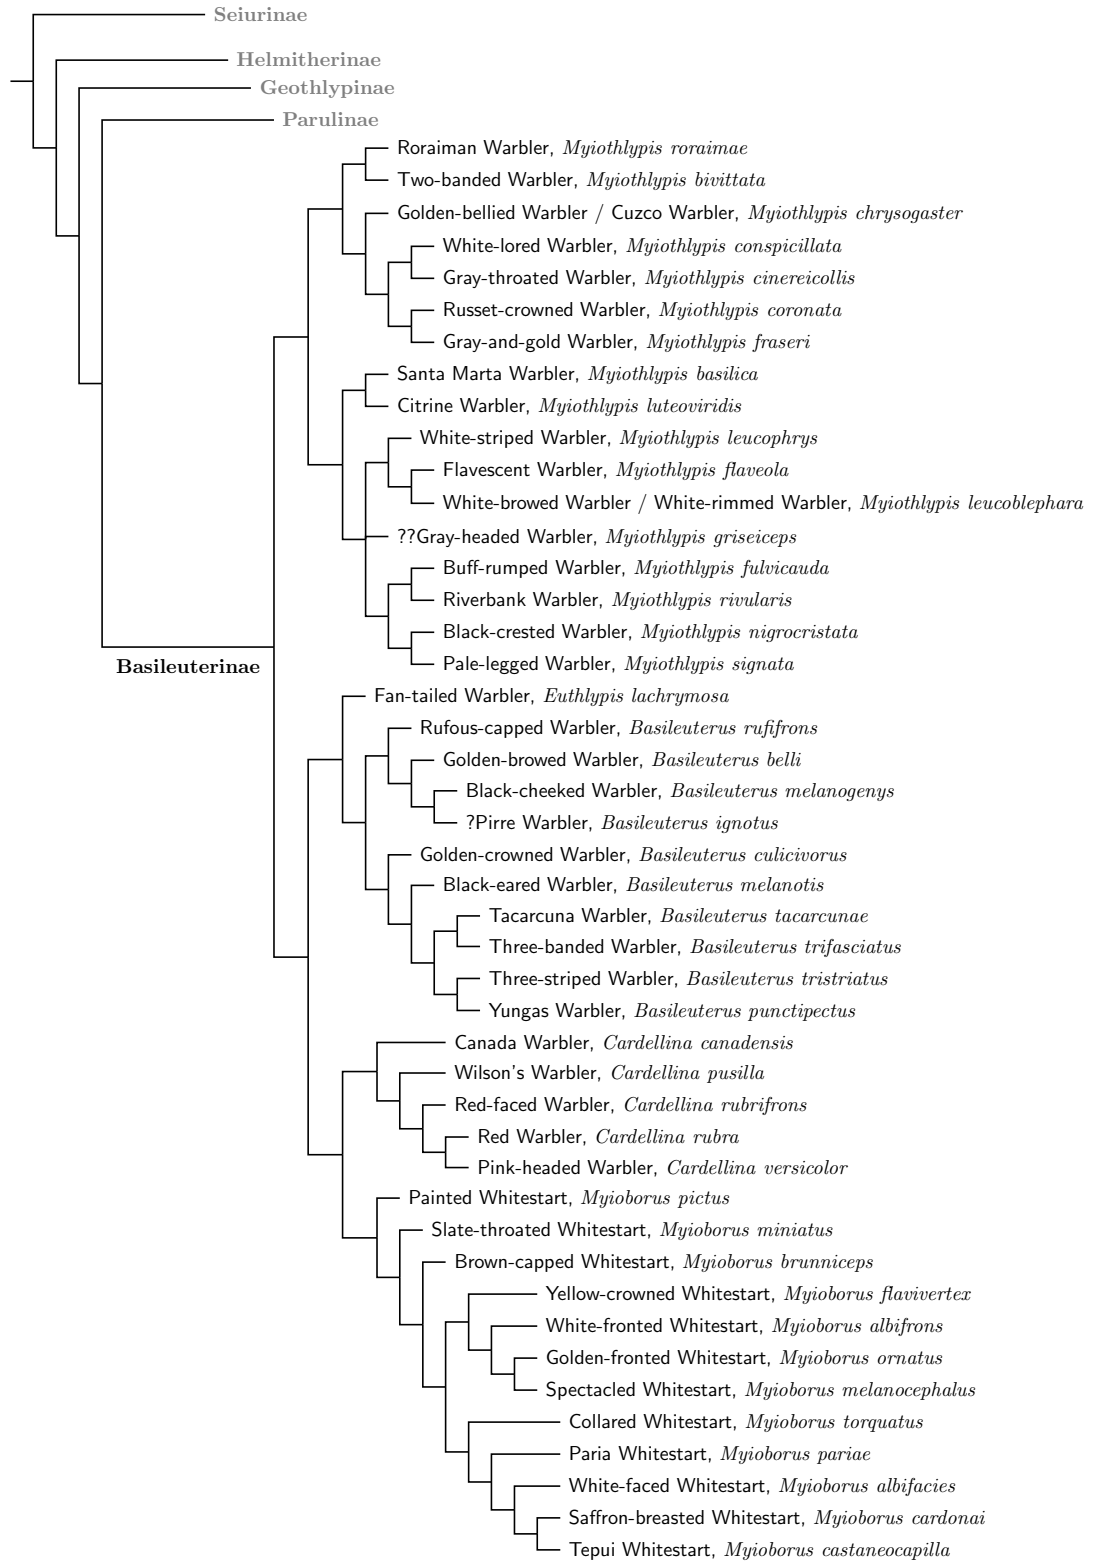 Seiurinae
Helmitherinae
Geothlypinae
Parulinae
Roraiman Warbler, Myiothlypis roraimae
Two-banded Warbler, Myiothlypis bivittata
Golden-bellied Warbler / Cuzco Warbler, Myiothlypis chrysogaster
White-lored Warbler, Myiothlypis conspicillata
Gray-throated Warbler, Myiothlypis cinereicollis
Russet-crowned Warbler, Myiothlypis coronata
Gray-and-gold Warbler, Myiothlypis fraseri
Santa Marta Warbler, Myiothlypis basilica
Citrine Warbler, Myiothlypis luteoviridis
White-striped Warbler, Myiothlypis leucophrys
Flavescent Warbler, Myiothlypis flaveola
White-browed Warbler / White-rimmed Warbler, Myiothlypis leucoblephara
??Gray-headed Warbler, Myiothlypis griseiceps
Buff-rumped Warbler, Myiothlypis fulvicauda
Riverbank Warbler, Myiothlypis rivularis
Black-crested Warbler, Myiothlypis nigrocristata
Pale-legged Warbler, Myiothlypis signata
Basileuterinae
Fan-tailed Warbler, Euthlypis lachrymosa
Rufous-capped Warbler, Basileuterus rufifrons
Golden-browed Warbler, Basileuterus belli
Black-cheeked Warbler, Basileuterus melanogenys
?Pirre Warbler, Basileuterus ignotus
Golden-crowned Warbler, Basileuterus culicivorus
Black-eared Warbler, Basileuterus melanotis
Tacarcuna Warbler, Basileuterus tacarcunae
Three-banded Warbler, Basileuterus trifasciatus
Three-striped Warbler, Basileuterus tristriatus
Yungas Warbler, Basileuterus punctipectus
Canada Warbler, Cardellina canadensis
Wilson's Warbler, Cardellina pusilla
Red-faced Warbler, Cardellina rubrifrons
Red Warbler, Cardellina rubra
Pink-headed Warbler, Cardellina versicolor
Painted Whitestart, Myioborus pictus
Slate-throated Whitestart, Myioborus miniatus
Brown-capped Whitestart, Myioborus brunniceps
Yellow-crowned Whitestart, Myioborus flavivertex
White-fronted Whitestart, Myioborus albifrons
Golden-fronted Whitestart, Myioborus ornatus
Spectacled Whitestart, Myioborus melanocephalus
Collared Whitestart, Myioborus torquatus
Paria Whitestart, Myioborus pariae
White-faced Whitestart, Myioborus albifacies
Saffron-breasted Whitestart, Myioborus cardonai
Tepui Whitestart, Myioborus castaneocapilla